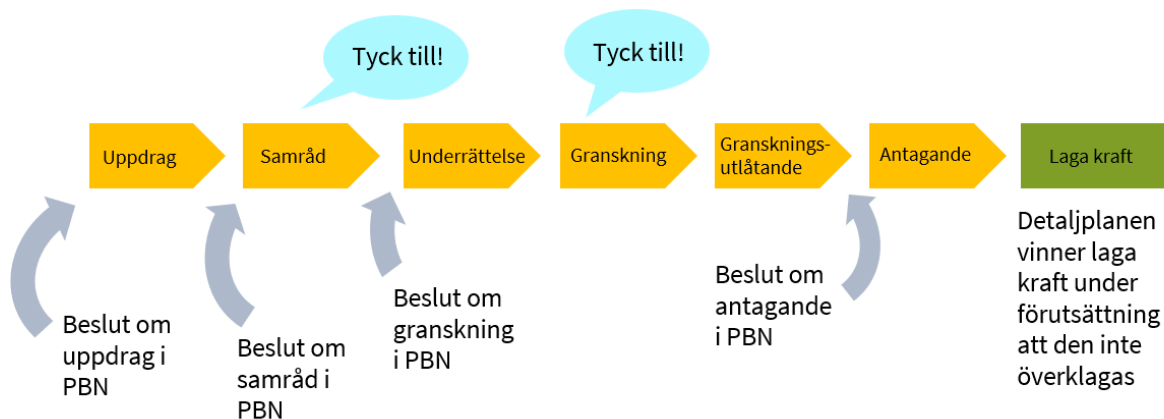 Tyck till!
Tyck till!
Uppdrag
Samråd
Underrättelse
Granskning
Gransknings-
utlåtande
Antagande
Laga kraft
Beslut om
uppdrag i
PBN
Beslut om
samråd i
PBN
Beslut om
granskning
i PBN
Beslut om
antagande
i PBN
Detaljplanen
vinner laga
kraft under
förutsättning
att den inte
överklagas